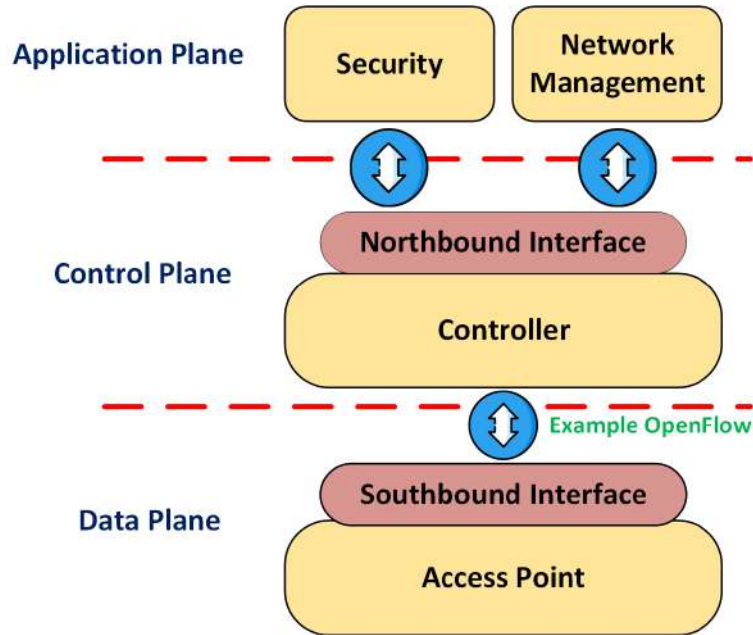 Application Plane
Security
Network
Management
Northbound Interface
Control Plane
Controller
Example OpenFlow
Southbound Interface
Data Plane
Access Point